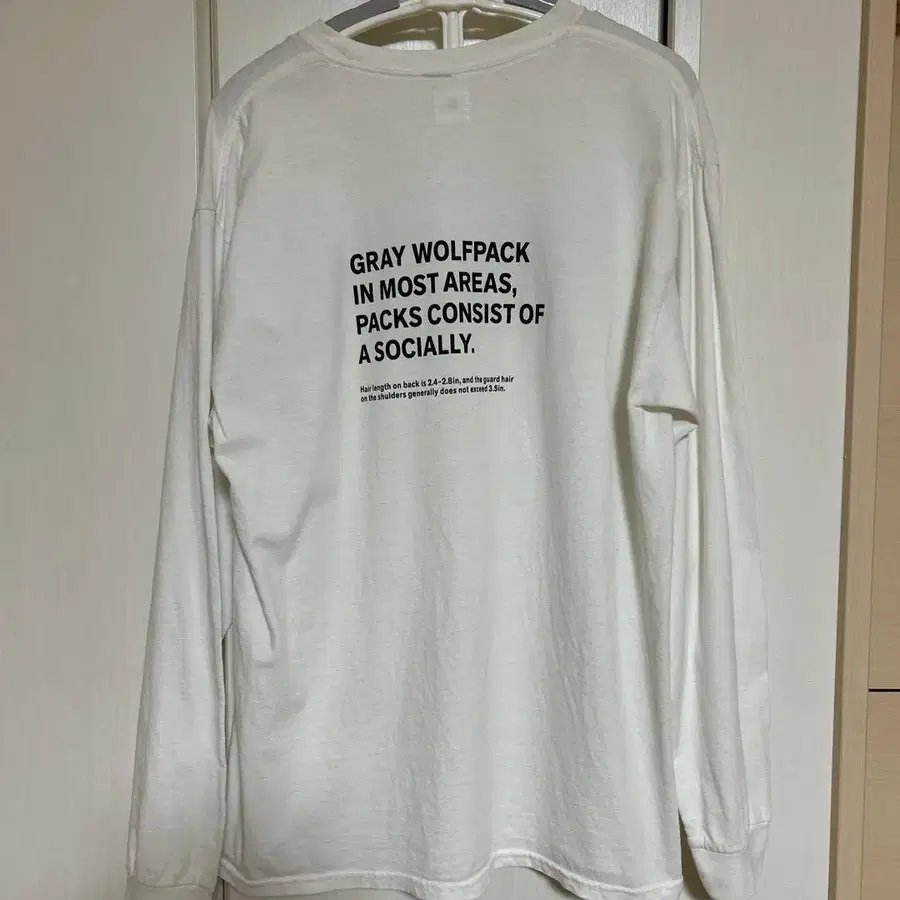 GRAY WOLFPACK
IN MOST AREAS,
PACKS CONSIST OF
A SOCIALLY.
Hair length on back is 2.4-2.8in, and the guard hair
on the shulders generally does not exceed 3.5in.